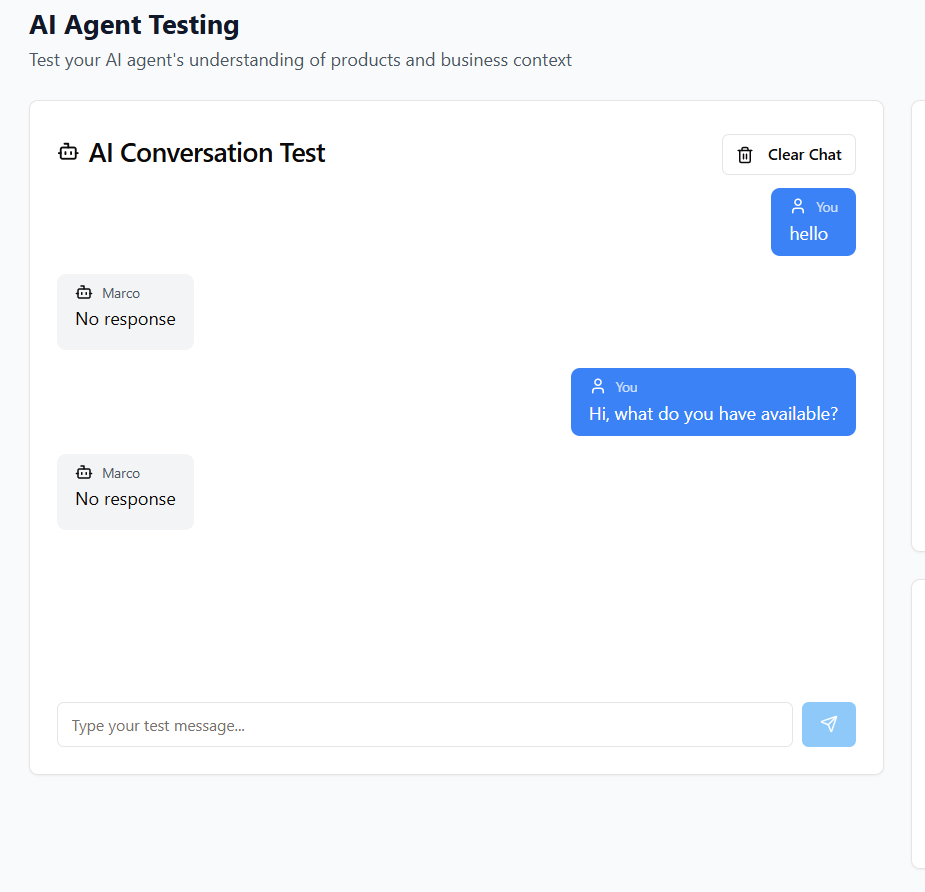 AI Agent Testing
Test your AI agent's understanding of products and business context
AI Conversation Test
Clear Chat
You
hello
Marco
No response
You
Hi, what do you have available?
Marco
No response
Type your test message...